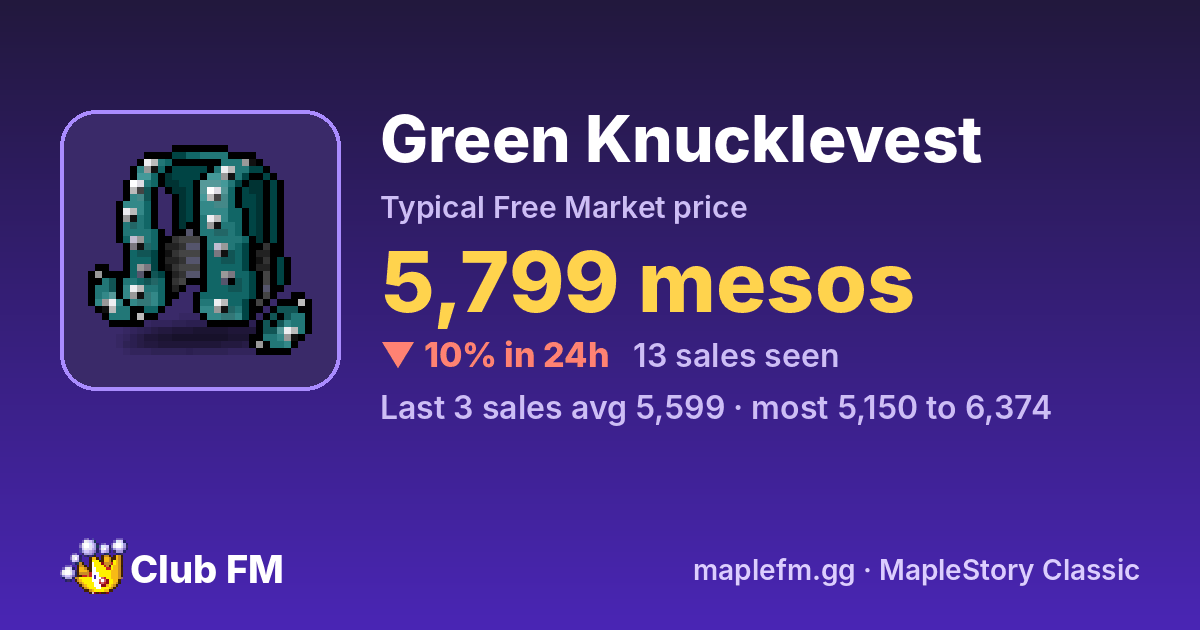 Green Knucklevest
Typical Free Market price
5,799 mesos
▼ 10% in 24h 13 sales seen
Last 3 sales avg 5,599 · most 5,150 to 6,374
Club FM
maplefm.gg · MapleStory Classic